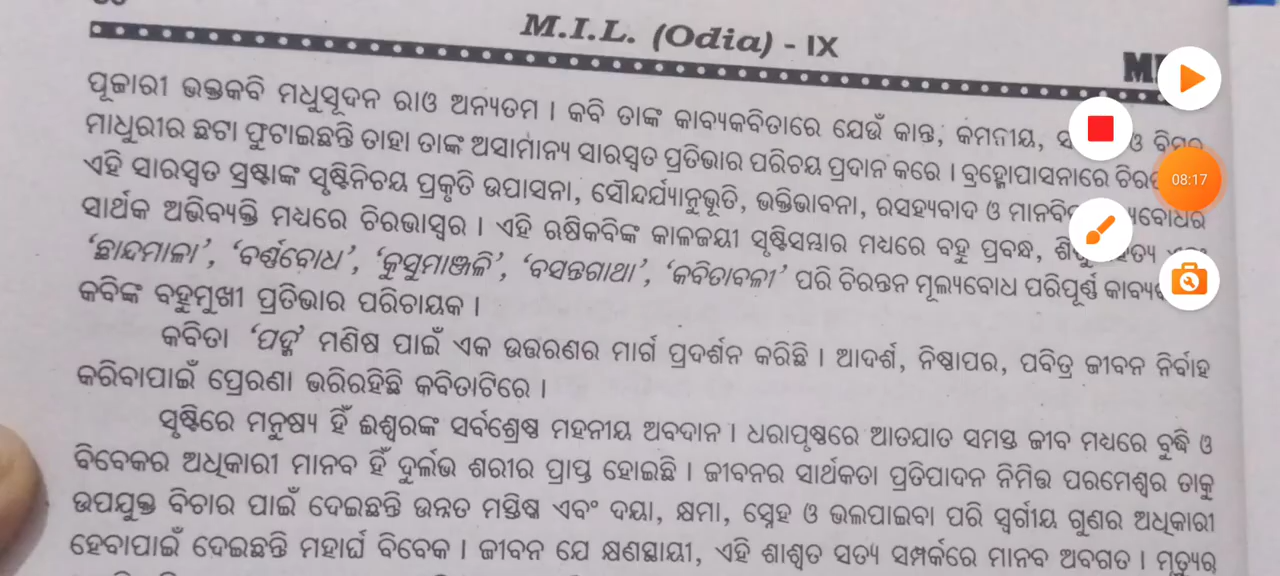 M.I.L. (Odia) - IX
ପୂଜାରୀ ଭକ୍ତକବି ମଧୁସୂଦନ ରାଓ ଅନ୍ୟତମ । କବି ତାଙ୍କ କାବ୍ୟକବିତାରେ ଯେଉଁ କାନ୍ତ, କମନୀୟ, ଓ
ମାଧୁରୀର ଛଟା ଫୁଟାଇଛନ୍ତି ତାହା ତାଙ୍କ ଅସାମାନ୍ୟ ସାରସ୍ୱତ ପ୍ରତିଭାର ପରିଚୟ ପ୍ରଦାନ କରେ । ବ୍ରହ୍ମୋପାସନାରେ
ଏହି ସାରସ୍ୱତ ସ୍ରଷ୍ଟାଙ୍କ ସୃଷ୍ଟିନିଚୟ ପ୍ରକୃତି ଉପାସନା, ସୌନ୍ଦର୍ଯ୍ୟାନୁଭୂତି, ଭକ୍ତିଭାବନା, ରସହ୍ୟବାଦ ଓ
ସାର୍ଥକ ଅଭିବ୍ୟକ୍ତି ମଧ୍ୟରେ ଚିରଭାସ୍ୱର । ଏହି ଋଷିକବିଙ୍କ କାଳଜୟୀ ସୃଷ୍ଟିସମ୍ଭାର ମଧ୍ୟରେ ବହୁ ପ୍ରବନ୍ଧ,
‘ଛାନ୍ଦମାଳା’, ‘ବର୍ଣ୍ଣବୋଧ’, ‘କୁସୁମାଞ୍ଜଳି’, ‘ବସନ୍ତଗାଥା’, ‘କବିତାବଳୀ’ ପରି ଚିରନ୍ତନ ମୂଲ୍ୟବୋଧ ପରିପୂର୍ଣ୍ଣ
କବିଙ୍କ ବହୁମୁଖୀ ପ୍ରତିଭାର ପରିଚାୟକ ।
କବିତା ‘ପଦ୍ମ’ ମଣିଷ ପାଇଁ ଏକ ଉତ୍ତରଣର ମାର୍ଗ ପ୍ରଦର୍ଶନ କରିଛି । ଆଦର୍ଶ, ନିଷ୍ଠାପର, ପବିତ୍ର ଜୀବନ ନିର୍ବାହ
କରିବାପାଇଁ ପ୍ରେରଣା ଭରିରହିଛି କବିତାଟିରେ ।
ସୃଷ୍ଟିରେ ମନୁଷ୍ୟ ହିଁ ଈଶ୍ୱରଙ୍କ ସର୍ବଶ୍ରେଷ୍ଠ ମହନୀୟ ଅବଦାନ । ଧରାପୃଷ୍ଠରେ ଆତଯାତ ସମସ୍ତ ଜୀବ ମଧ୍ୟରେ ବୁଦ୍ଧି ଓ
ବିବେକର ଅଧିକାରୀ ମାନବ ହିଁ ଦୁର୍ଲଭ ଶରୀର ପ୍ରାପ୍ତ ହୋଇଛି । ଜୀବନର ସାର୍ଥକତା ପ୍ରତିପାଦନ ନିମିତ୍ତ ପରମେଶ୍ୱର ତାକୁ
ଉପଯୁକ୍ତ ବିଚାର ପାଇଁ ଦେଇଛନ୍ତି ଉନ୍ନତ ମସ୍ତିଷ୍କ ଏବଂ ଦୟା, କ୍ଷମା, ସ୍ନେହ ଓ ଭଲପାଇବା ପରି ସ୍ୱର୍ଗୀୟ ଗୁଣର ଅଧିକାରୀ
ହେବାପାଇଁ ଦେଇଛନ୍ତି ମହାର୍ଘ ବିବେକ । ଜୀବନ ଯେ କ୍ଷଣସ୍ଥାୟୀ, ଏହି ଶାଶ୍ୱତ ସତ୍ୟ ସମ୍ପର୍କରେ ମାନବ ଅବଗତ । ମୃତ୍ୟୁର
08:17